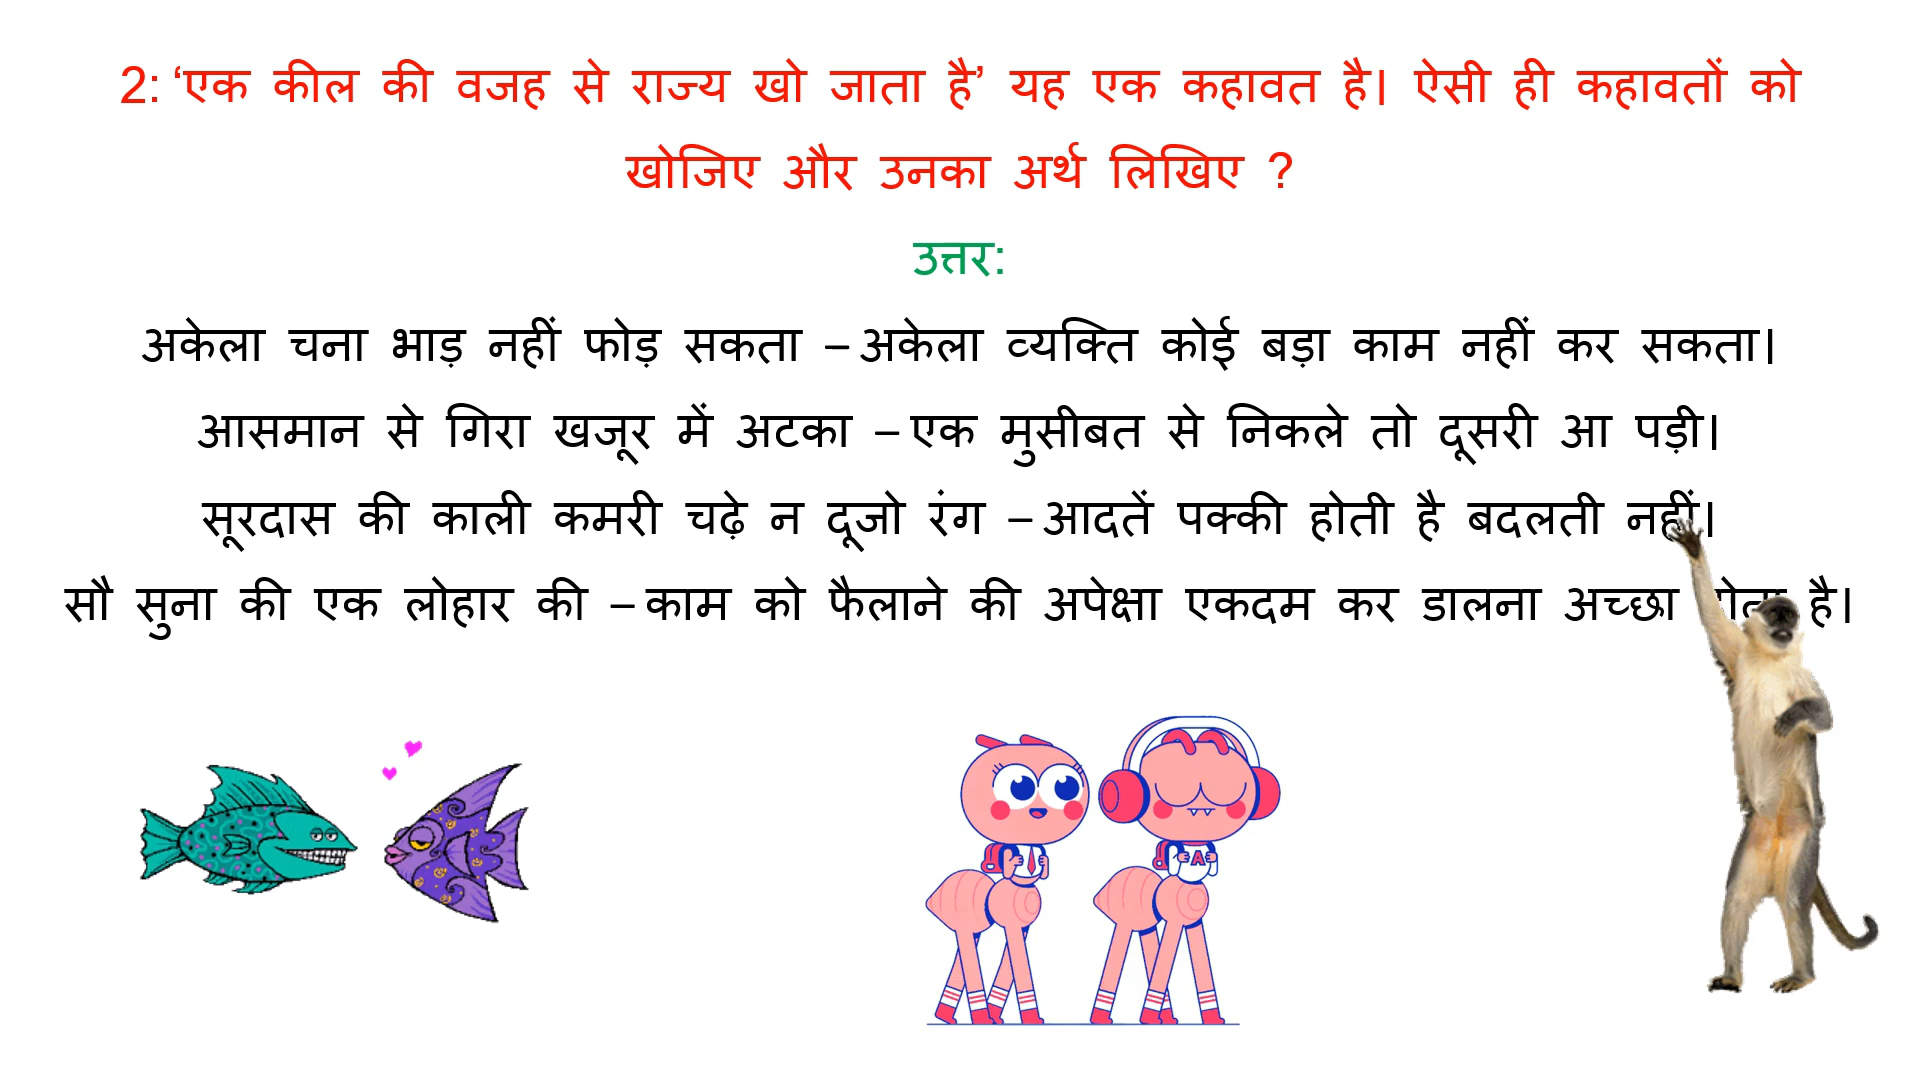 2: ‘एक कील की वजह से राज्य खो जाता है’ यह एक कहावत है। ऐसी ही कहावतों को
खोजिए और उनका अर्थ लिखिए ?
उत्तर:
अकेला चना भाड़ नहीं फोड़ सकता – अकेला व्यक्ति कोई बड़ा काम नहीं कर सकता।
आसमान से गिरा खजूर में अटका – एक मुसीबत से निकले तो दूसरी आ पड़ी।
सूरदास की काली कमरी चढ़े न दूजो रंग – आदतें पक्की होती है बदलती नहीं।
सौ सुना की एक लोहार की – काम को फैलाने की अपेक्षा एकदम कर डालना अच्छा है।
A